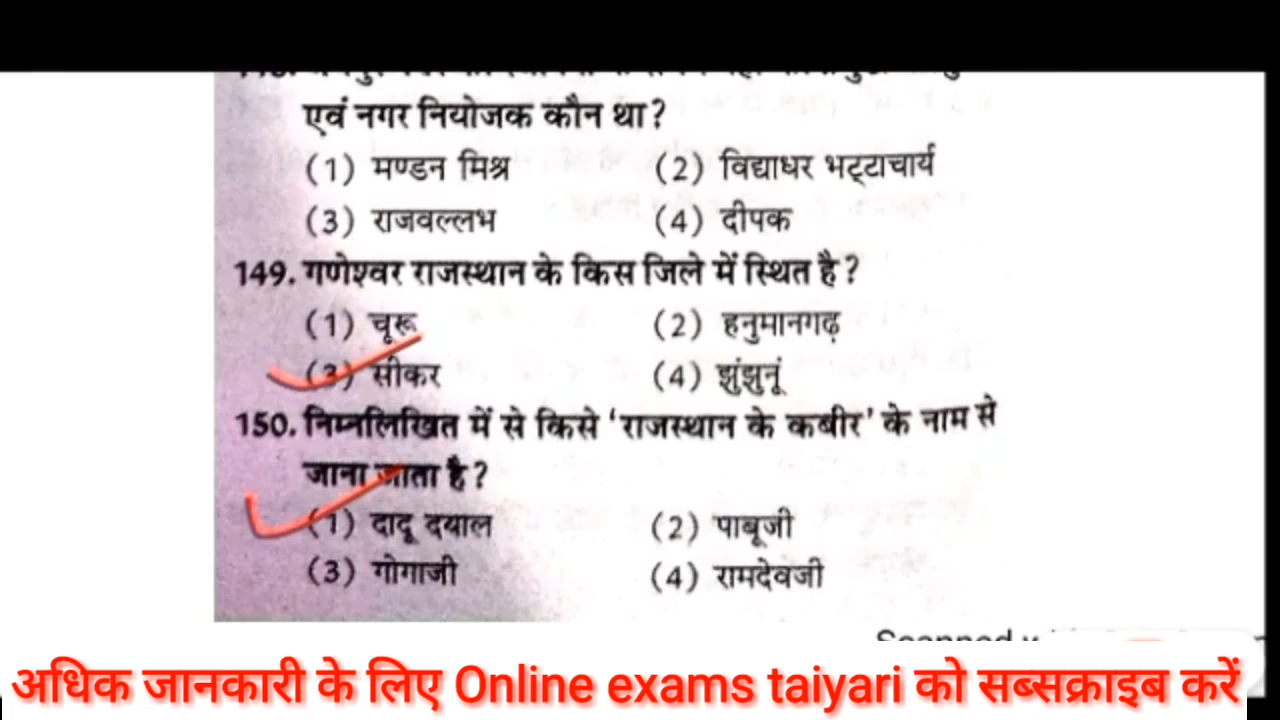 एवं नगर नियोजक कौन था?
(1) मण्डन मिश्र (2) विद्याधर भट्टाचार्य
(3) राजवल्लभ (4) दीपक
149. गणेश्वर राजस्थान के किस जिले में स्थित है?
(1) चूरू (2) हनुमानगढ़
(3) सीकर (4) झुंझुनूं
150. निम्नलिखित में से किसे 'राजस्थान के कबीर' के नाम से
जाना जाता है?
(1) दादू दयाल (2) पाबूजी
(3) गोगाजी (4) रामदेवजी
अधिक जानकारी के लिए Online exams taiyari को सब्सक्राइब करें